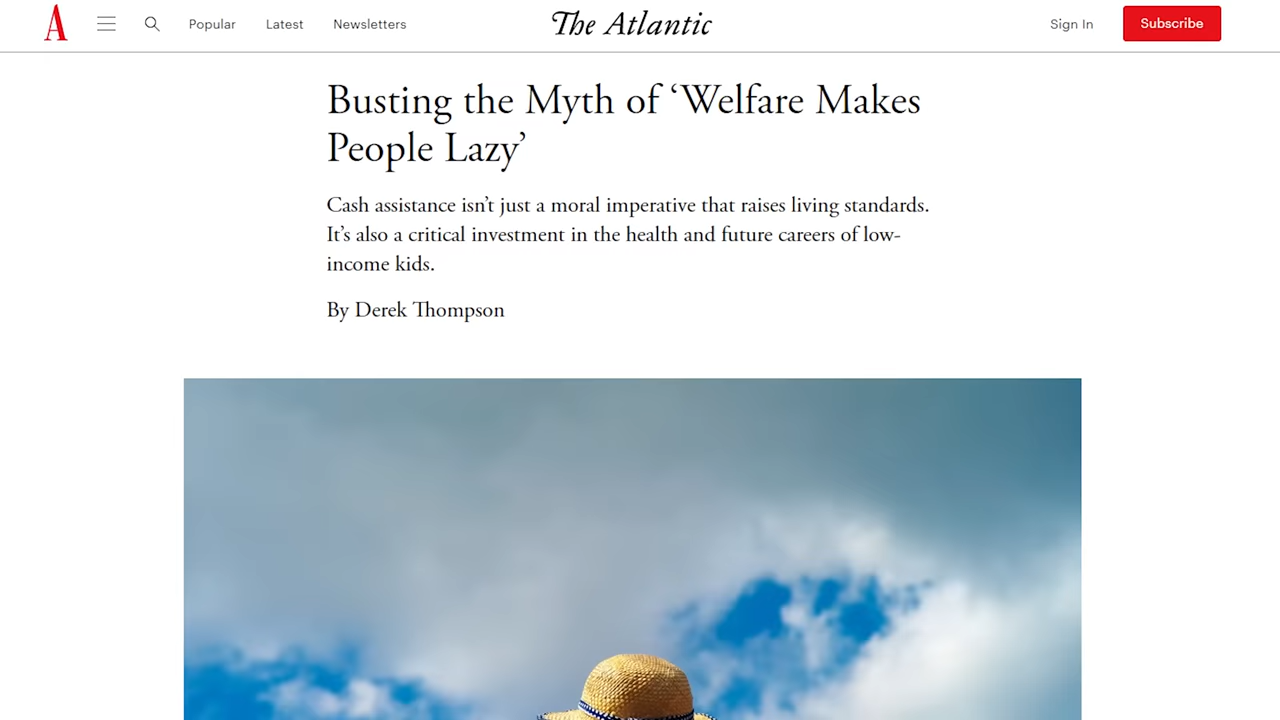 A Popular Latest Newsletters The Atlantic Sign In Subscribe
Busting the Myth of ‘Welfare Makes
People Lazy’
Cash assistance isn’t just a moral imperative that raises living standards.
It’s also a critical investment in the health and future careers of low-
income kids.
By Derek Thompson